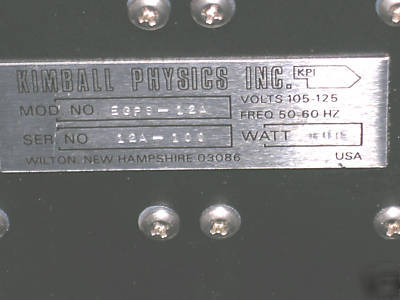 KIMBALL PHYSICS INC. KPI
MOD NO EGPS-12A VOLTS 105-125
FREQ 50-60 HZ
SER NO 12A-100 WATT
WILTON, NEW HAMPSHIRE 03086 USA